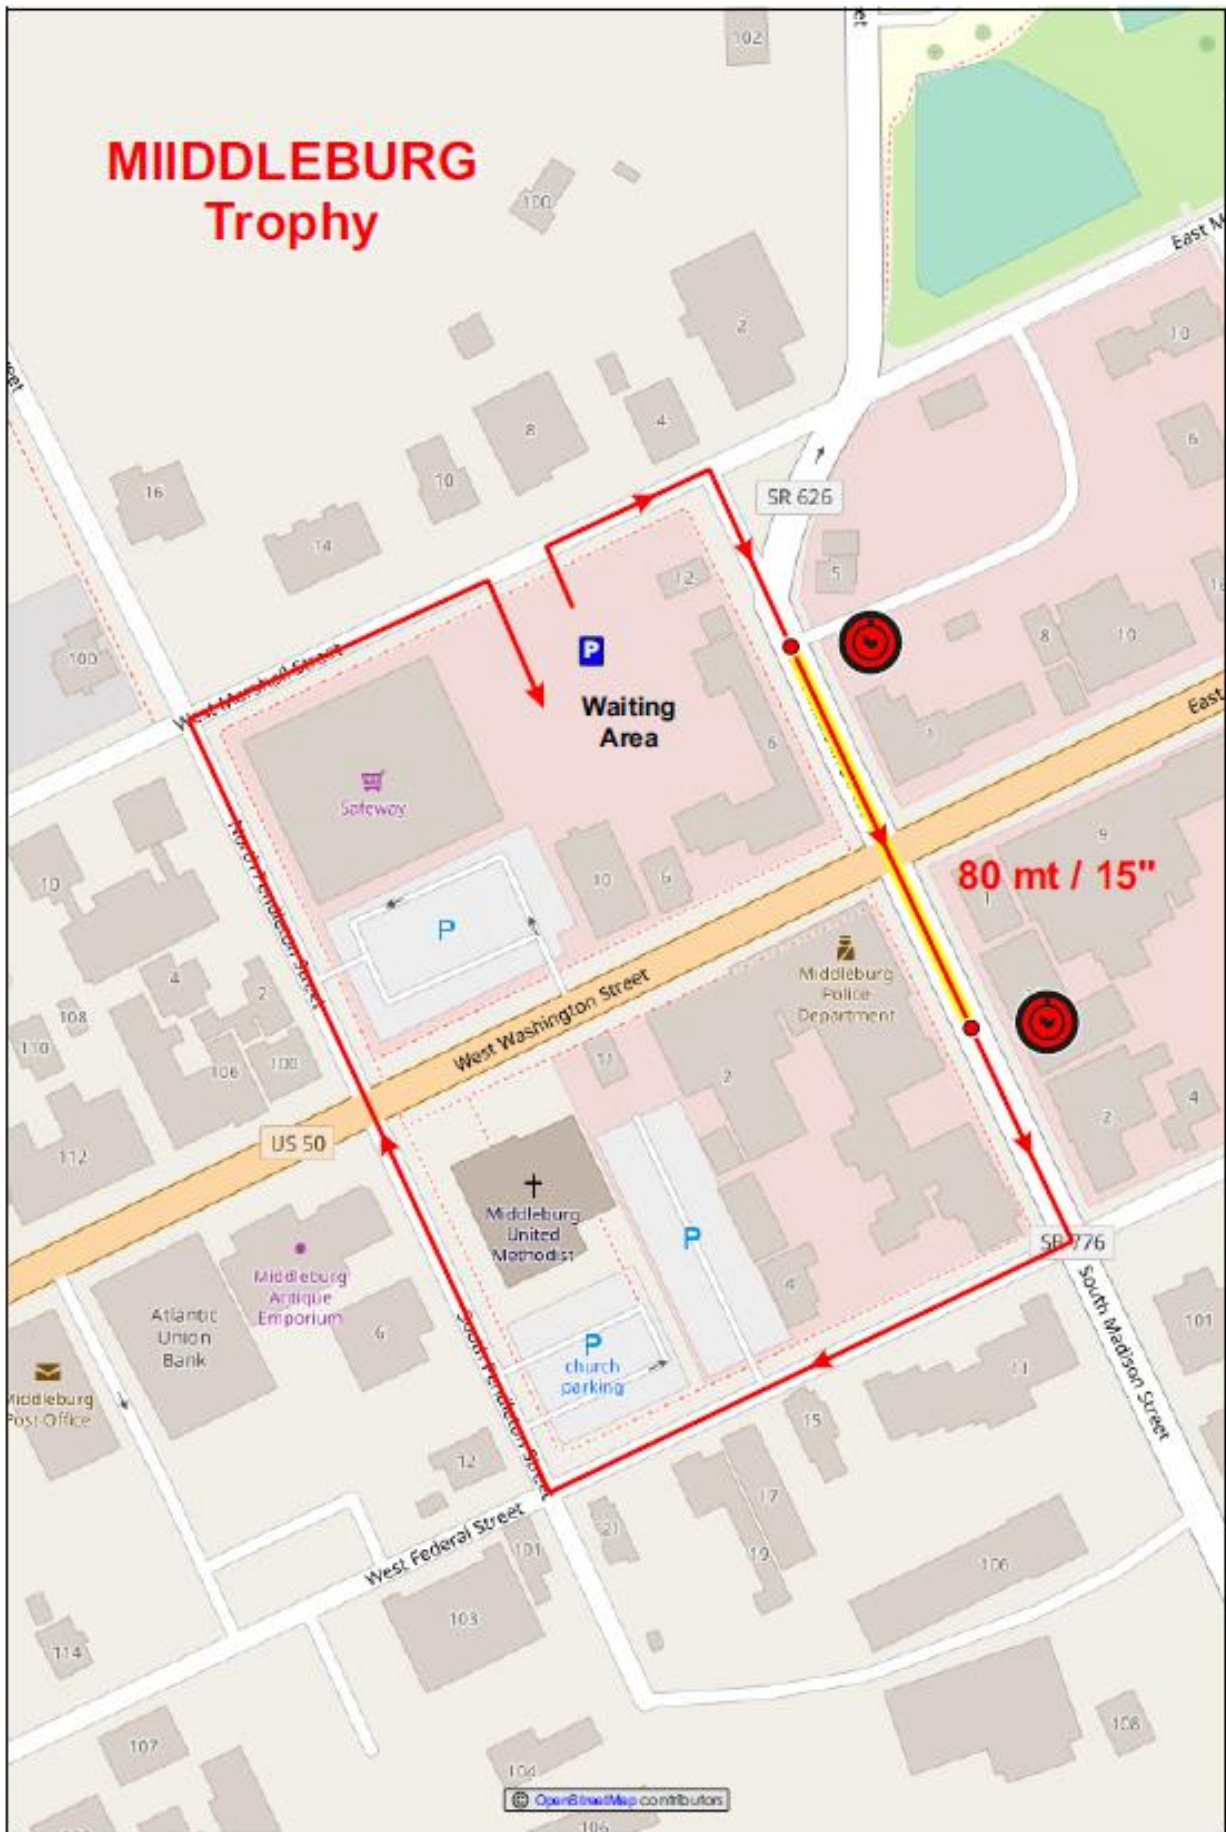 102
MIIDDLEBURG
Trophy
100
2
East M
10
8
4
6
10
16
14
SR 626
12
5
100
8
10
P
Waiting
Area
West Marshall Street
East
6
Safeway
9
80 mt / 15"
1
10
10
6
P
North Pendleton Street
Middleburg
Police
Department
4
2
108
110
106
100
West Washington Street
11
2
4
2
US 50
112
Middleburg
United
Methodist
P
SR 776
Middleburg
Antique
Emporium
4
Atlantic
Union
Bank
6
South Pendleton Street
P
church
parking
South Madison Street
101
11
Middleburg
Post Office
15
12
17
West Federal Street
21
101
19
106
103
114
107
108
104
© OpenStreetMap contributors
106